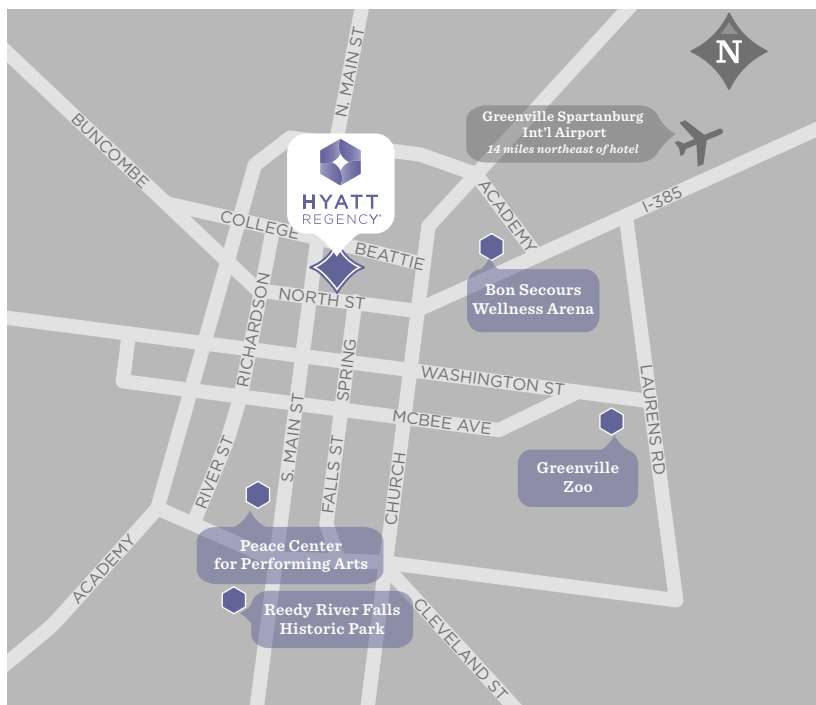 N. MAIN ST
N
Greenville Spartanburg
Int'l Airport
14 miles northeast of hotel
BUNCOMBE
HYATT
REGENCY®
ACADEMY
I-385
COLLEGE
BEATTIE
Bon Secours
Wellness Arena
NORTH ST
RICHARDSON
SPRING
WASHINGTON ST
LAURENS RD
MCBEE AVE
S. MAIN ST
RIVER ST
FALLS ST
CHURCH
Greenville
Zoo
Peace Center
for Performing Arts
ACADEMY
Reedy River Falls
Historic Park
CLEVELAND ST